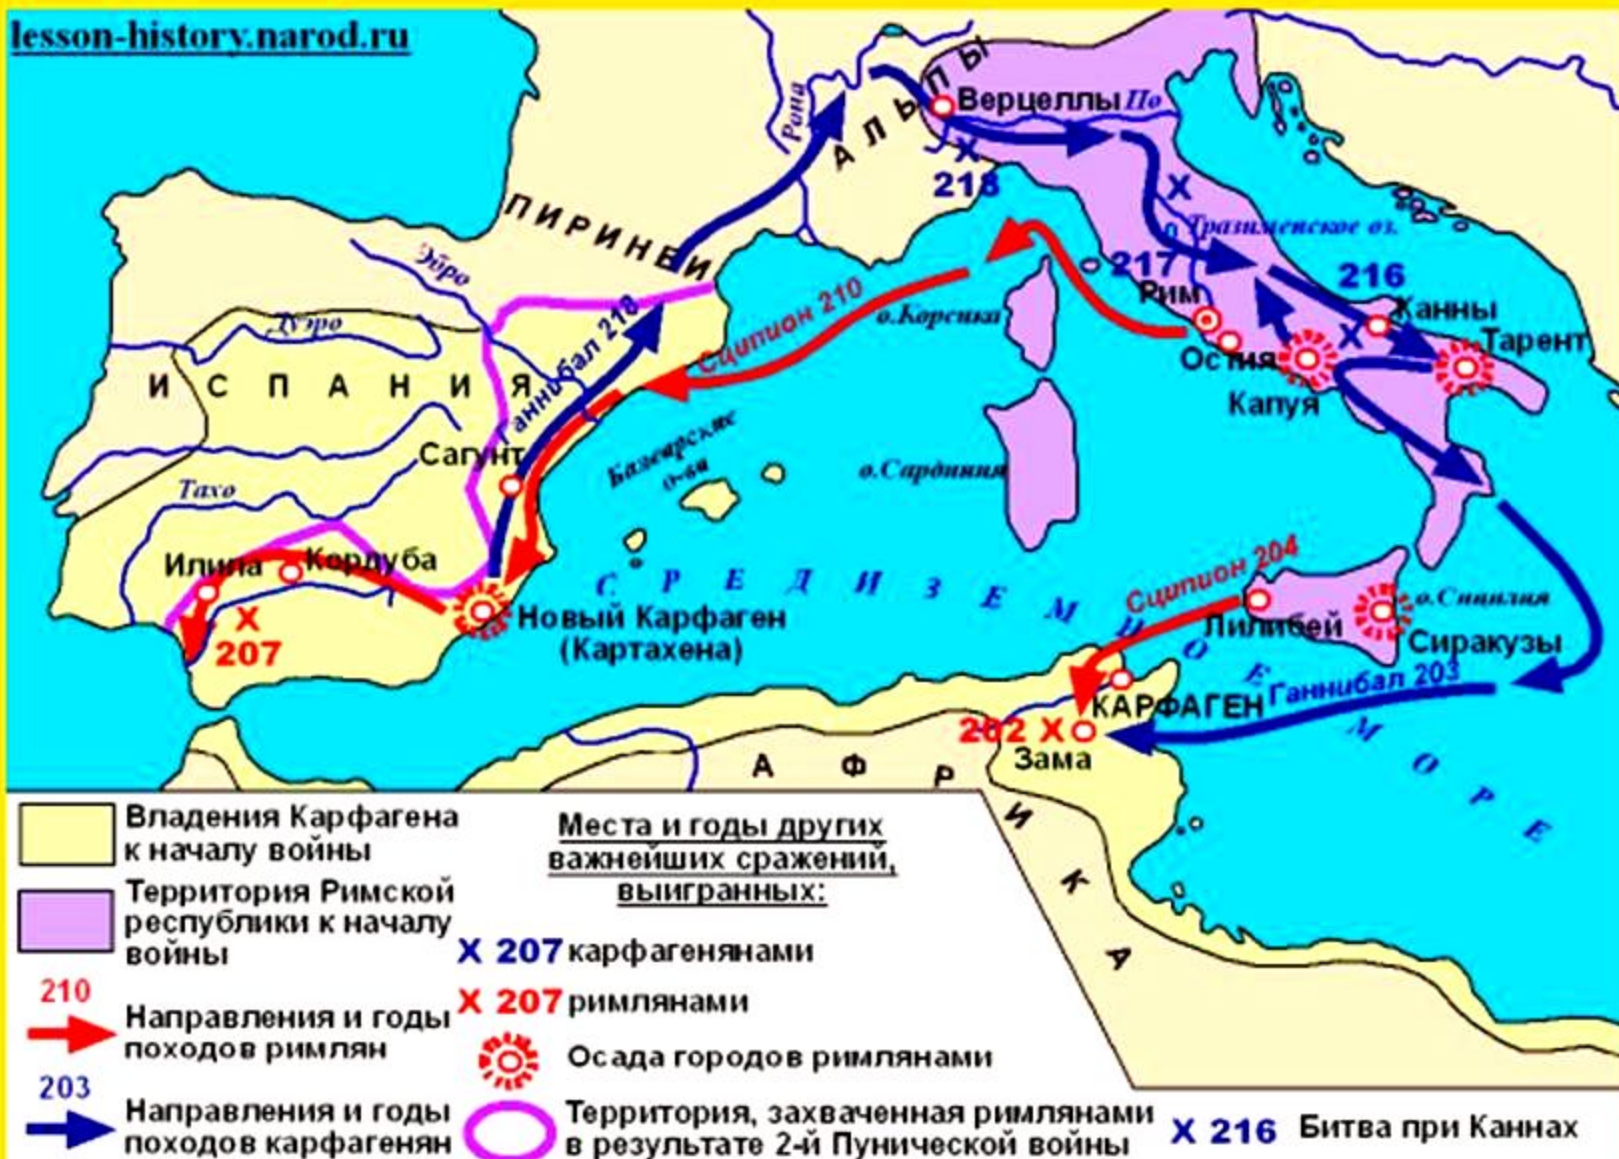 lesson-history.narod.ru
Рона
АЛЬПЫ
Верцеллы
По
218
ПИРИНЕИ
Эбро
Дуэро
ИСПАНИЯ
Ганнибал 218
Сагунт
Тахо
Илипа
Кордуба
207
Новый Карфаген
(Картахена)
Балеарские
о-ва
Сципион 210
о.Корсика
о.Сардиния
217
Тразименское оз.
216
Рим
Остия
Капуя
Канны
Тарент
СРЕДИЗЕМНОЕ МОРЕ
Сципион 204
Лилибей
о.Сицилия
Сиракузы
Ганнибал 203
КАРФАГЕН
202 X
Зама
АФРИКА
Владения Карфагена
к началу войны
Территория Римской
республики к началу
войны
210
Направления и годы
походов римлян
203
Направления и годы
походов карфагенян
Места и годы других
важнейших сражений,
выигранных:
X 207 карфагенянами
X 207 римлянами
Осада городов римлянами
Территория, захваченная римлянами
в результате 2-й Пунической войны
X 216 Битва при Каннах